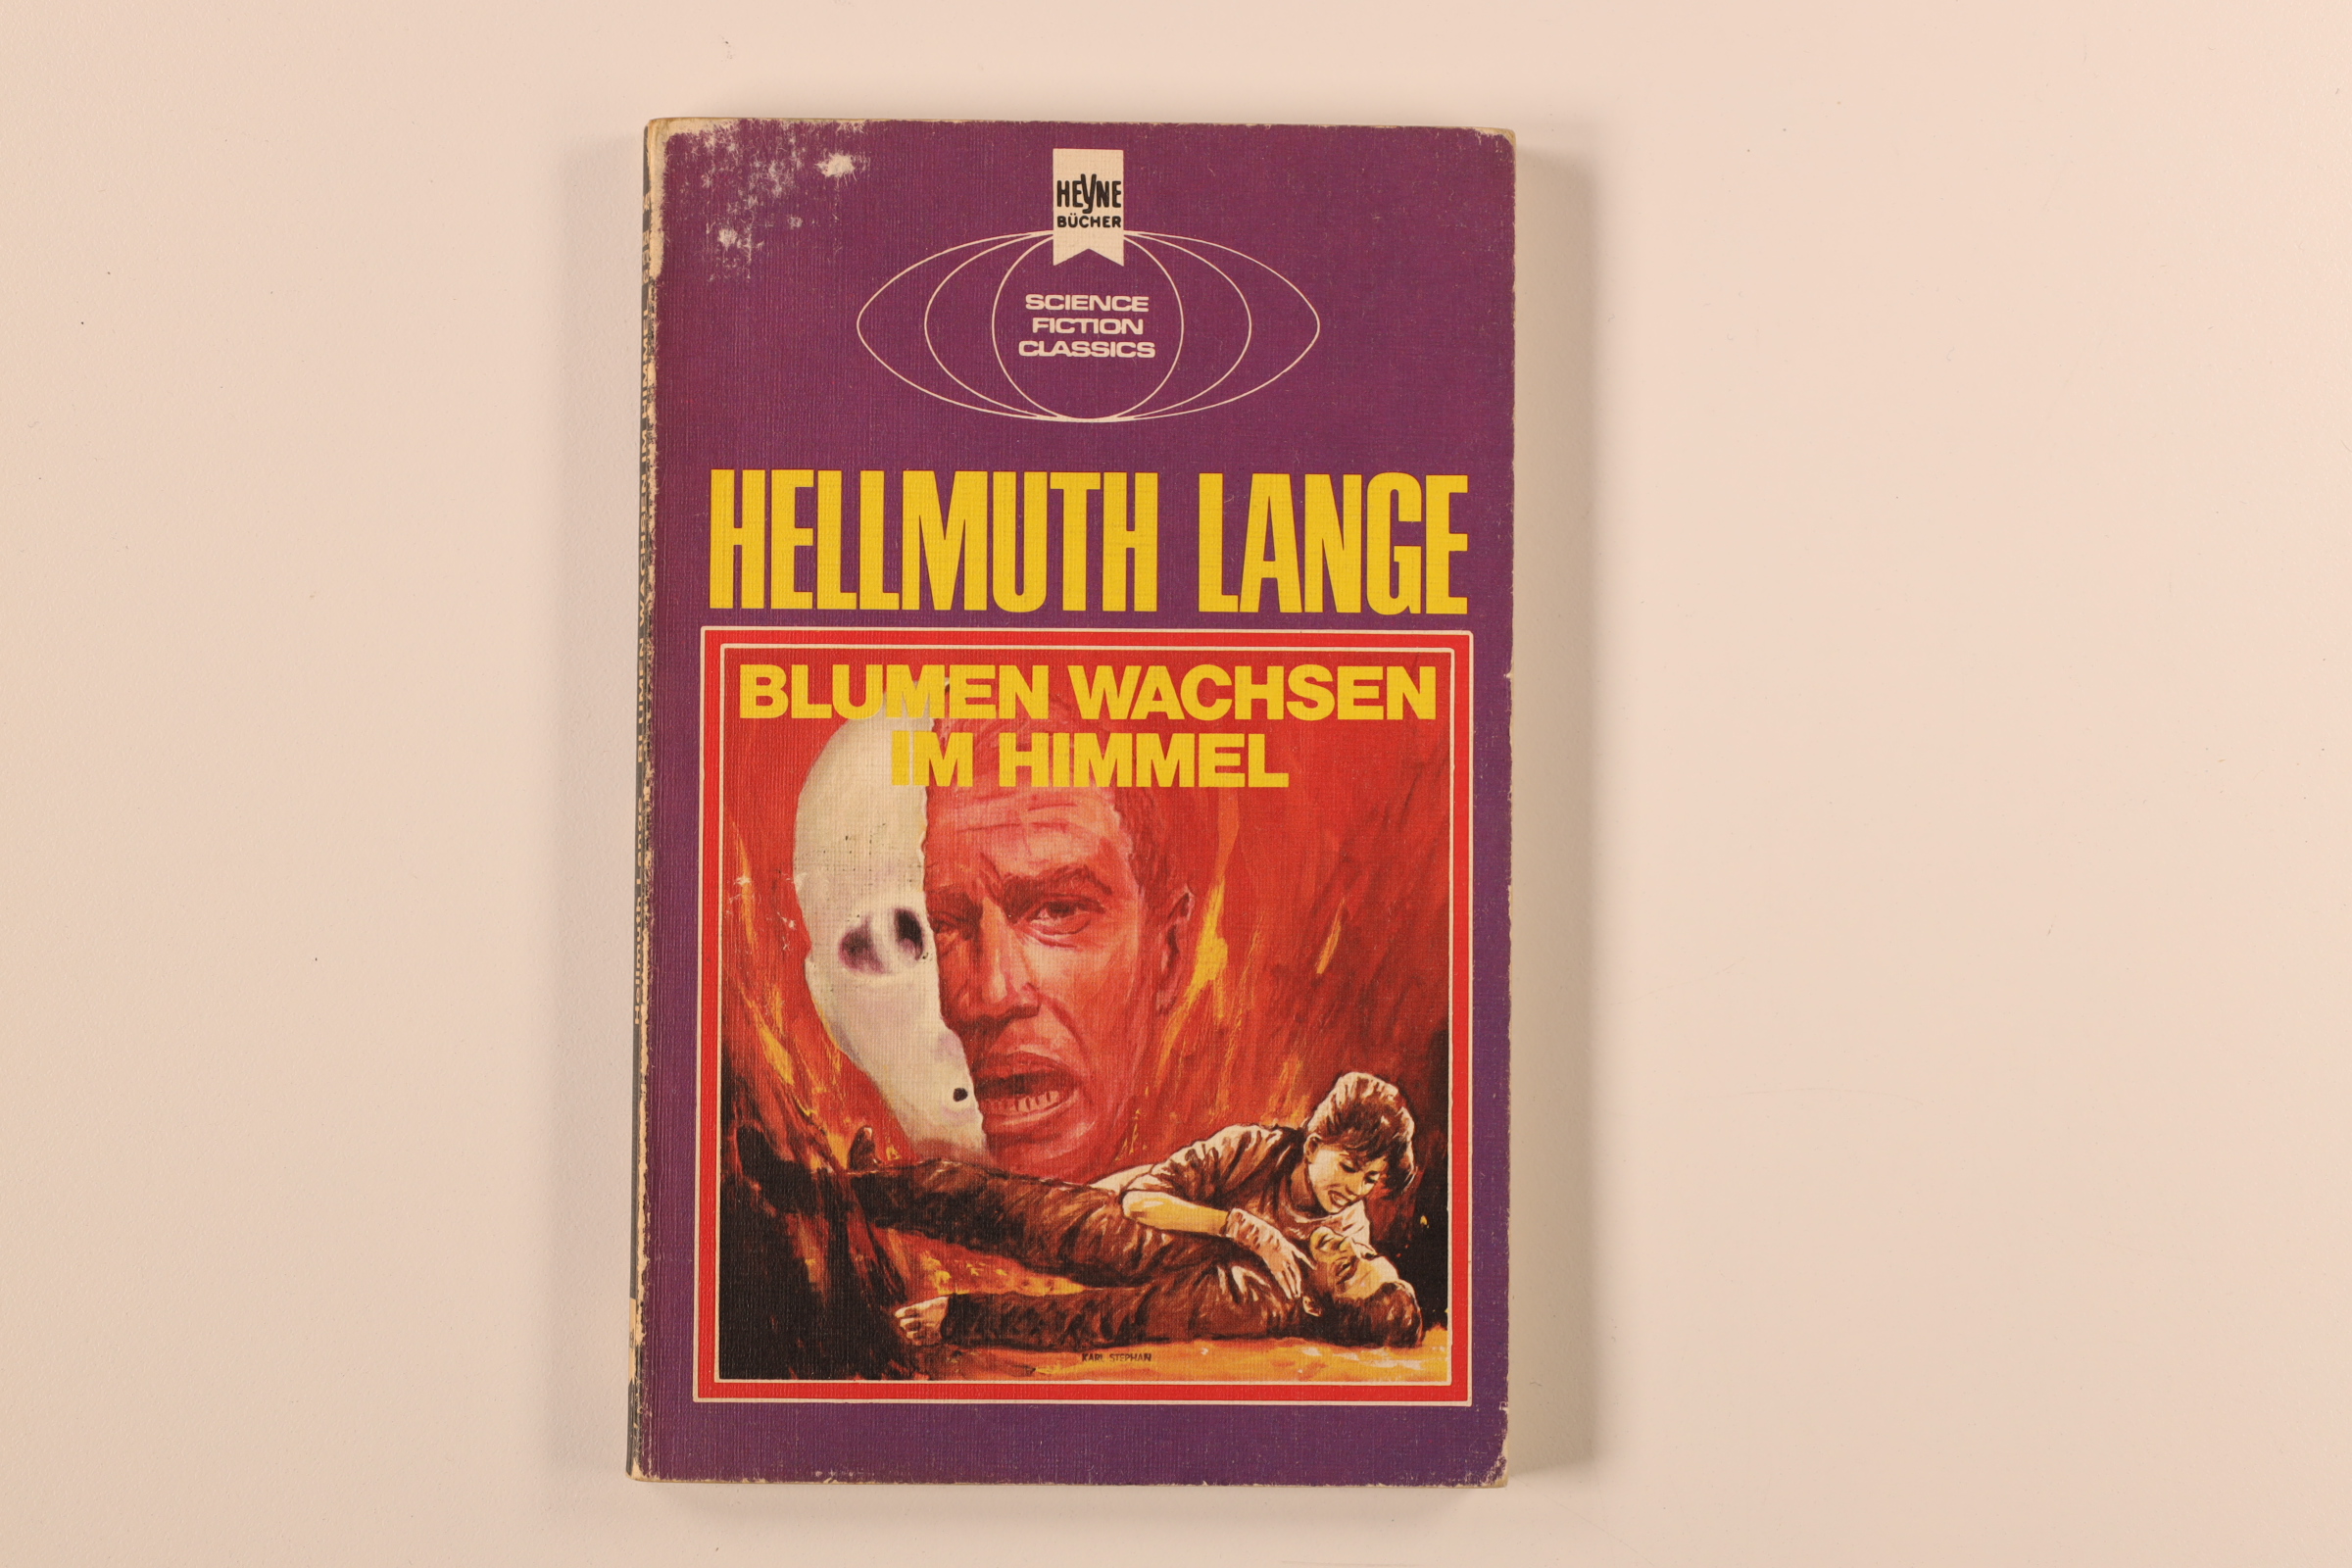 HEYNE
BÜCHER
SCIENCE
FICTION
CLASSICS
HELLMUTH LANGE
BLUMEN WACHSEN
IM HIMMEL
KARL STEPHAN